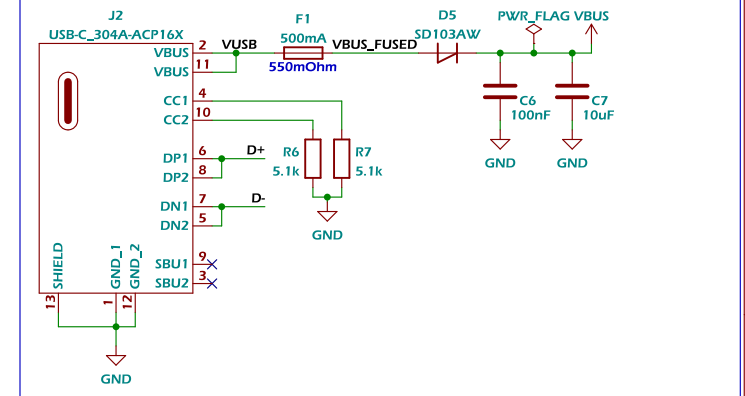 J2
USB-C_304A-ACP16X
VBUS 2
VBUS 11
CC1 4
CC2 10
DP1 6
DP2 8
DN1 7
DN2 5
SBU1 9
SBU2 3
SHIELD
GND_1
GND_2
13
1
12
GND
VUSB
F1
500mA
550mOhm
VBUS_FUSED
D5
SD103AW
PWR_FLAG
VBUS
C6
100nF
GND
C7
10uF
GND
D+
D-
R6
5.1k
R7
5.1k
GND